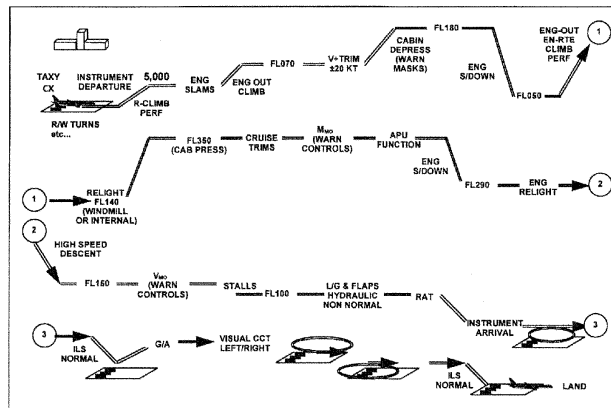 TAXY
CX
INSTRUMENT
DEPARTURE
R/W TURNS
etc...
5,000
R-CLIMB
PERF
ENG
SLAMS
ENG OUT
CLIMB
FL070
V+TRIM
±20 KT
CABIN
DEPRESS
(WARN
MASKS)
FL180
ENG
S/DOWN
FL050
ENG-OUT
EN-RTE
CLIMB
PERF
1
1
RELIGHT
FL140
(WINDMILL
OR INTERNAL)
FL350
(CAB PRESS)
CRUISE
TRIMS
MMO
(WARN
CONTROLS)
APU
FUNCTION
ENG
S/DOWN
FL290
ENG
RELIGHT
2
2
HIGH SPEED
DESCENT
FL150
VMO
(WARN
CONTROLS)
STALLS
FL100
L/G & FLAPS
HYDRAULIC
NON NORMAL
RAT
INSTRUMENT
ARRIVAL
3
3
ILS
NORMAL
G/A
VISUAL CCT
LEFT/RIGHT
ILS
NORMAL
LAND